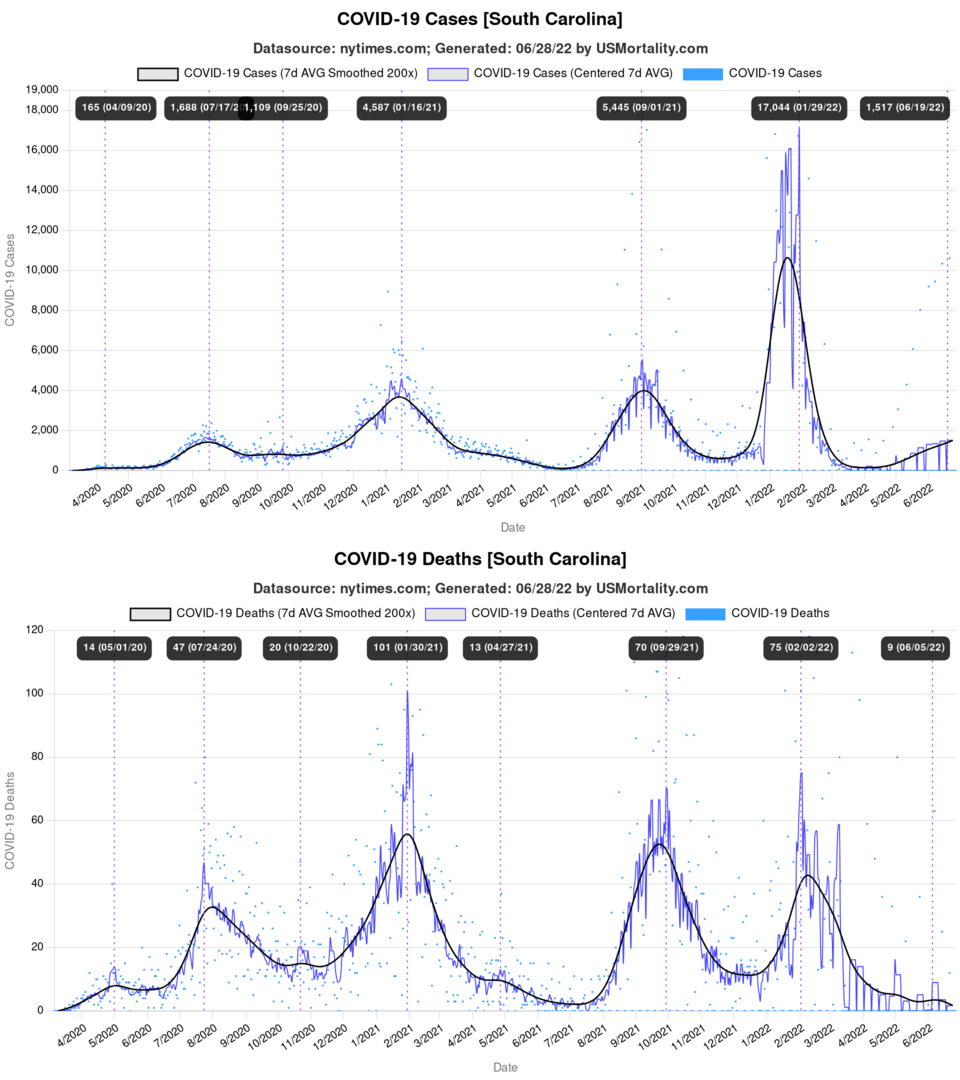 COVID-19 Cases [South Carolina]
Datasource: nytimes.com; Generated: 06/28/22 by USMortality.com
COVID-19 Cases (7d AVG Smoothed 200x) COVID-19 Cases (Centered 7d AVG) COVID-19 Cases
19,000
18,000
165 (04/09/20) 1,688 (07/17/20) 1,109 (09/25/20) 4,587 (01/16/21) 5,445 (09/01/21) 17,044 (01/29/22) 1,517 (06/19/22)
16,000
14,000
12,000
10,000
8,000
6,000
4,000
2,000
0
COVID-19 Cases
4/2020 5/2020 6/2020 7/2020 8/2020 9/2020 10/2020 11/2020 12/2020 1/2021 2/2021 3/2021 4/2021 5/2021 6/2021 7/2021 8/2021 9/2021 10/2021 11/2021 12/2021 1/2022 2/2022 3/2022 4/2022 5/2022 6/2022
Date
COVID-19 Deaths [South Carolina]
Datasource: nytimes.com; Generated: 06/28/22 by USMortality.com
COVID-19 Deaths (7d AVG Smoothed 200x) COVID-19 Deaths (Centered 7d AVG) COVID-19 Deaths
120
14 (05/01/20) 47 (07/24/20) 20 (10/22/20) 101 (01/30/21) 13 (04/27/21) 70 (09/29/21) 75 (02/02/22) 9 (06/05/22)
100
80
60
40
20
0
COVID-19 Deaths
4/2020 5/2020 6/2020 7/2020 8/2020 9/2020 10/2020 11/2020 12/2020 1/2021 2/2021 3/2021 4/2021 5/2021 6/2021 7/2021 8/2021 9/2021 10/2021 11/2021 12/2021 1/2022 2/2022 3/2022 4/2022 5/2022 6/2022
Date